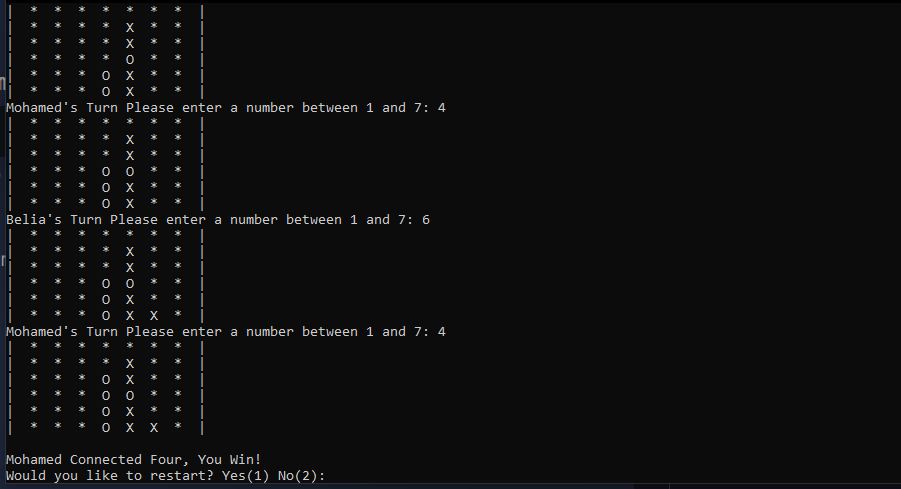 |  *  *  *  *  *  *  *  |
|  *  *  *  *  X  *  *  |
|  *  *  *  *  X  *  *  |
|  *  *  *  *  O  *  *  |
|  *  *  *  O  X  *  *  |
|  *  *  *  O  X  *  *  |
Mohamed's Turn Please enter a number between 1 and 7: 4
|  *  *  *  *  *  *  *  |
|  *  *  *  *  X  *  *  |
|  *  *  *  *  X  *  *  |
|  *  *  *  O  O  *  *  |
|  *  *  *  O  X  *  *  |
|  *  *  *  O  X  *  *  |
Belia's Turn Please enter a number between 1 and 7: 6
|  *  *  *  *  *  *  *  |
|  *  *  *  *  X  *  *  |
|  *  *  *  *  X  *  *  |
|  *  *  *  O  O  *  *  |
|  *  *  *  O  X  *  *  |
|  *  *  *  O  X  X  *  |
Mohamed's Turn Please enter a number between 1 and 7: 4
|  *  *  *  *  *  *  *  |
|  *  *  *  *  X  *  *  |
|  *  *  *  O  X  *  *  |
|  *  *  *  O  O  *  *  |
|  *  *  *  O  X  *  *  |
|  *  *  *  O  X  X  *  |
Mohamed Connected Four, You Win!
Would you like to restart? Yes(1) No(2):